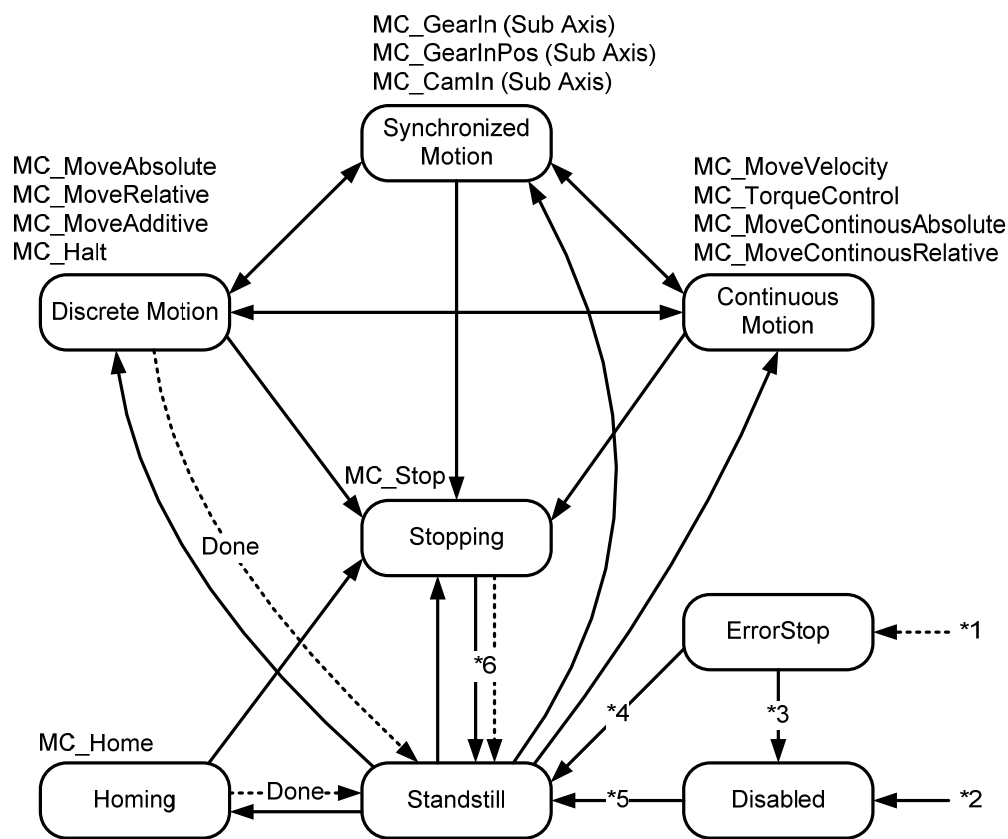 MC_GearIn (Sub Axis)
MC_GearInPos (Sub Axis)
MC_CamIn (Sub Axis)
Synchronized
Motion
MC_MoveAbsolute
MC_MoveRelative
MC_MoveAdditive
MC_Halt
MC_MoveVelocity
MC_TorqueControl
MC_MoveContinousAbsolute
MC_MoveContinousRelative
Discrete Motion
Continuous
Motion
MC_Stop
Stopping
Done
ErrorStop
*1
*6
*4
*3
MC_Home
Homing
Done
Standstill
*5
Disabled
*2